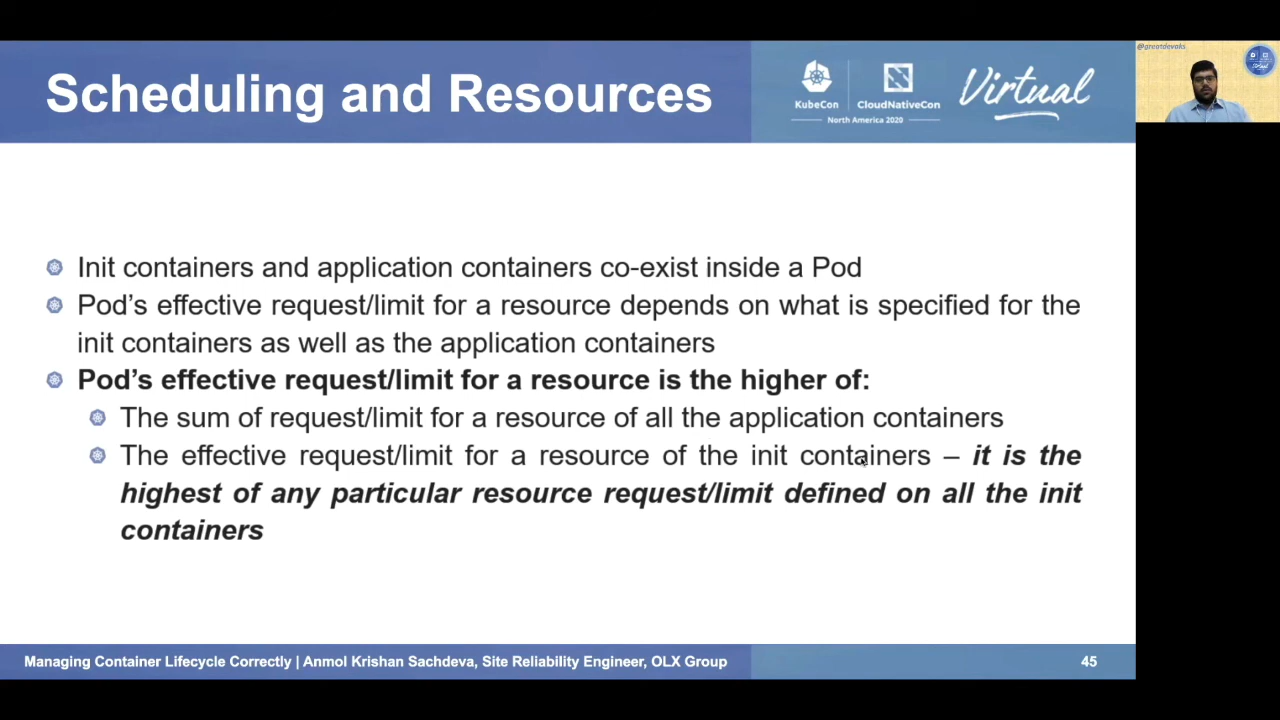 @greatdevaks
Scheduling and Resources
KubeCon
CloudNativeCon
North America 2020
Virtual
Init containers and application containers co-exist inside a Pod
Pod’s effective request/limit for a resource depends on what is specified for the
init containers as well as the application containers
Pod’s effective request/limit for a resource is the higher of:
The sum of request/limit for a resource of all the application containers
The effective request/limit for a resource of the init containers – it is the
highest of any particular resource request/limit defined on all the init
containers
Managing Container Lifecycle Correctly | Anmol Krishan Sachdeva, Site Reliability Engineer, OLX Group
45